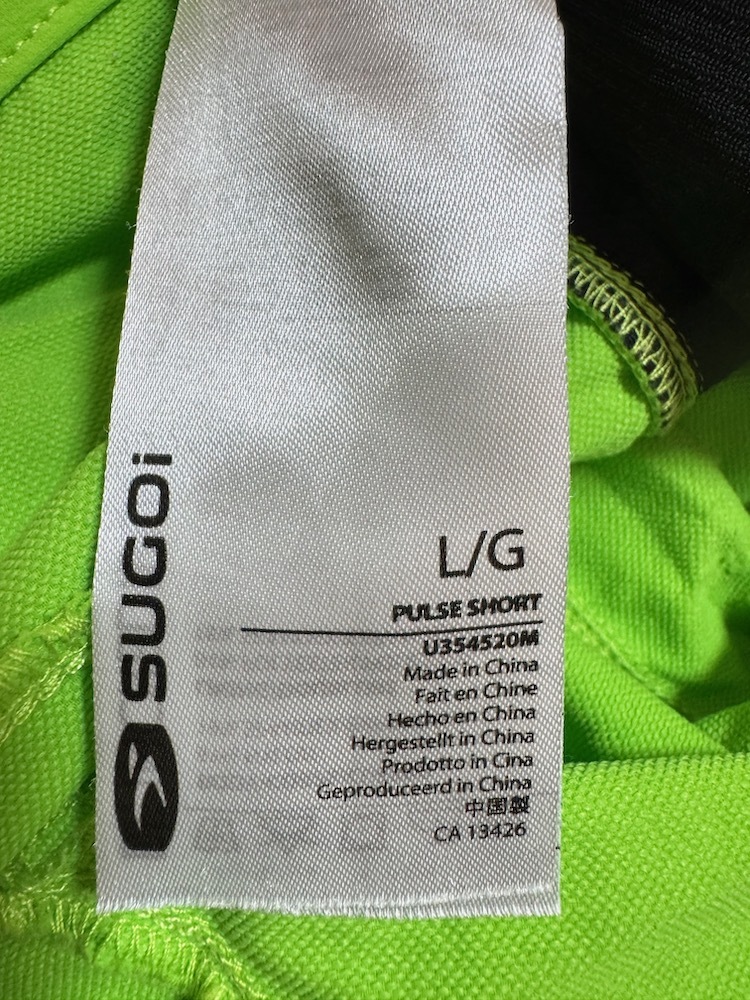 SUGOi
L/G
PULSE SHORT
U354520M
Made in China
Fait en Chine
Hecho en China
Hergestellt in China
Prodotto in Cina
Geproduceerd in China
中国製
CA 13426